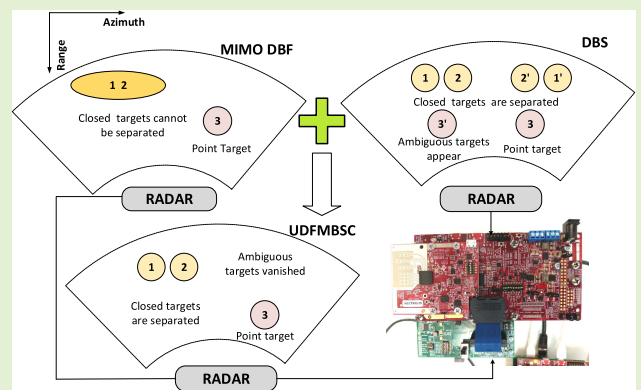 Azimuth
Range
MIMO DBF
1 2
Closed targets cannot
be separated
3
Point Target
RADAR
DBS
1 2 2' 1'
Closed targets are separated
3' 3
Ambiguous targets
appear
Point target
RADAR
UDFMBSC
1 2
Ambiguous
targets vanished
Closed targets
are separated
3
Point target
RADAR